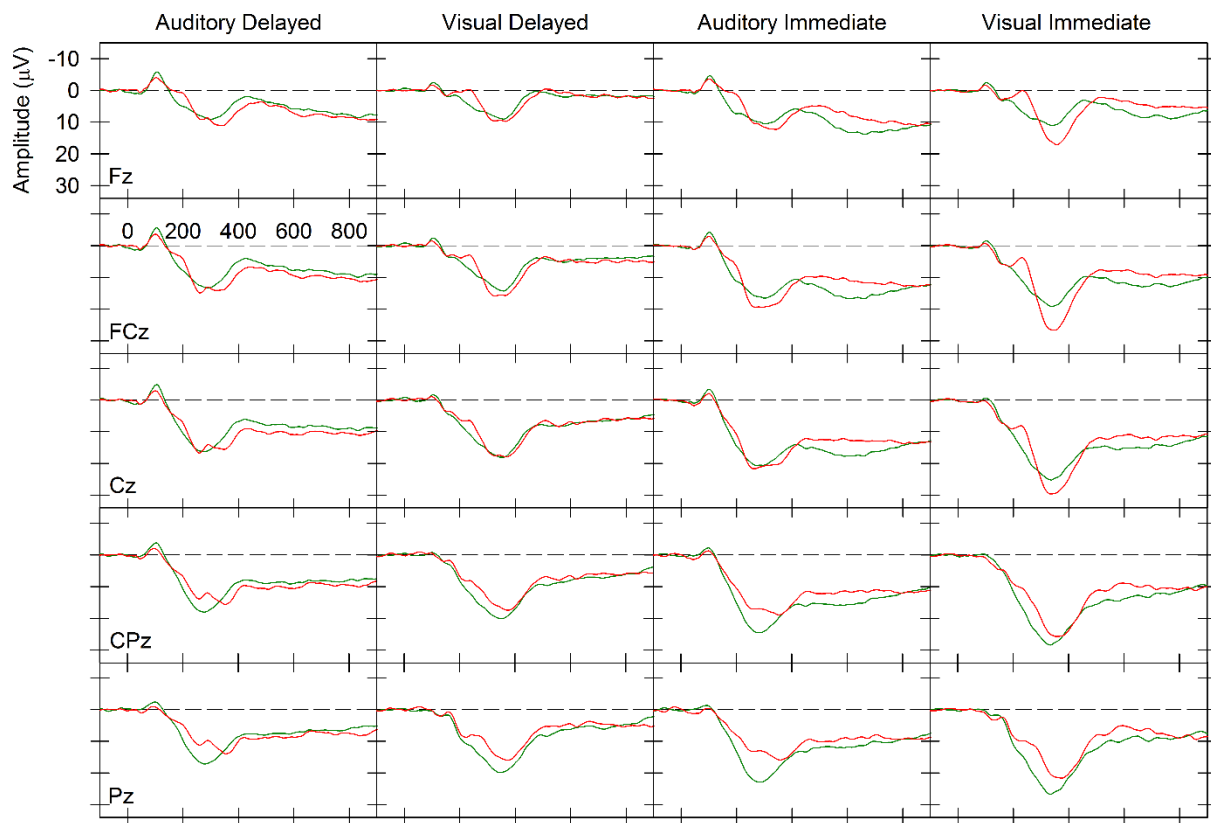 Auditory Delayed Visual Delayed Auditory Immediate Visual Immediate
Amplitude (μV)
-10
0
10
20
30
Fz
0 200 400 600 800
FCz
Cz
CPz
Pz